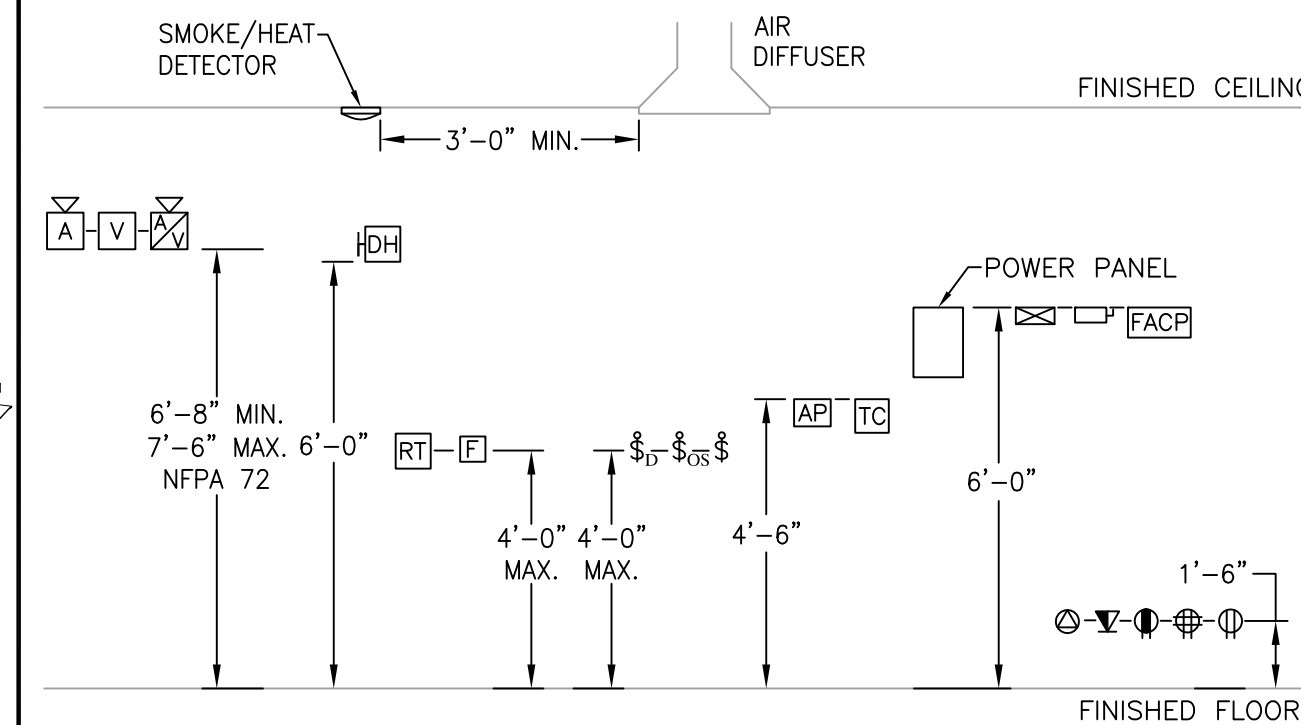 SMOKE/HEAT
DETECTOR
AIR
DIFFUSER
FINISHED CEILING
3'-0" MIN.
A
V
A
V
DH
POWER PANEL
FACP
6'-8" MIN.
7'-6" MAX.
NFPA 72
6'-0"
RT
F
$D
$OS
$
AP
TC
4'-0"
MAX.
4'-0"
MAX.
4'-6"
6'-0"
1'-6"
FINISHED FLOOR